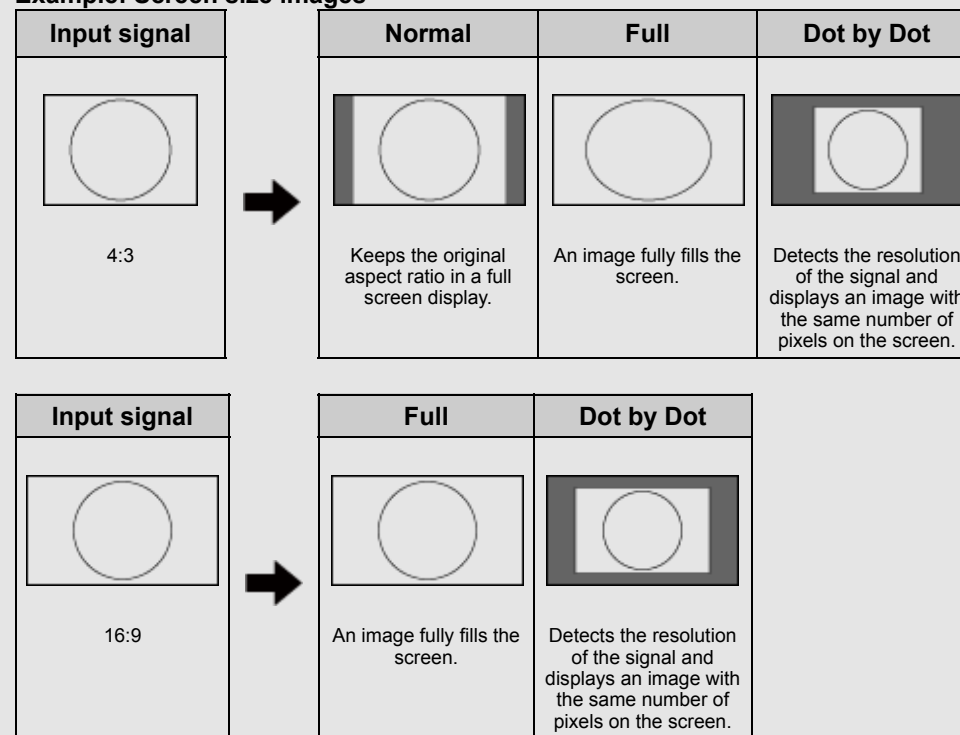 Example: Screen size images
Input signal
Normal
Full
Dot by Dot
4:3
Keeps the original
aspect ratio in a full
screen display.
An image fully fills the
screen.
Detects the resolution
of the signal and
displays an image with
the same number of
pixels on the screen.
Input signal
Full
Dot by Dot
16:9
An image fully fills the
screen.
Detects the resolution
of the signal and
displays an image with
the same number of
pixels on the screen.